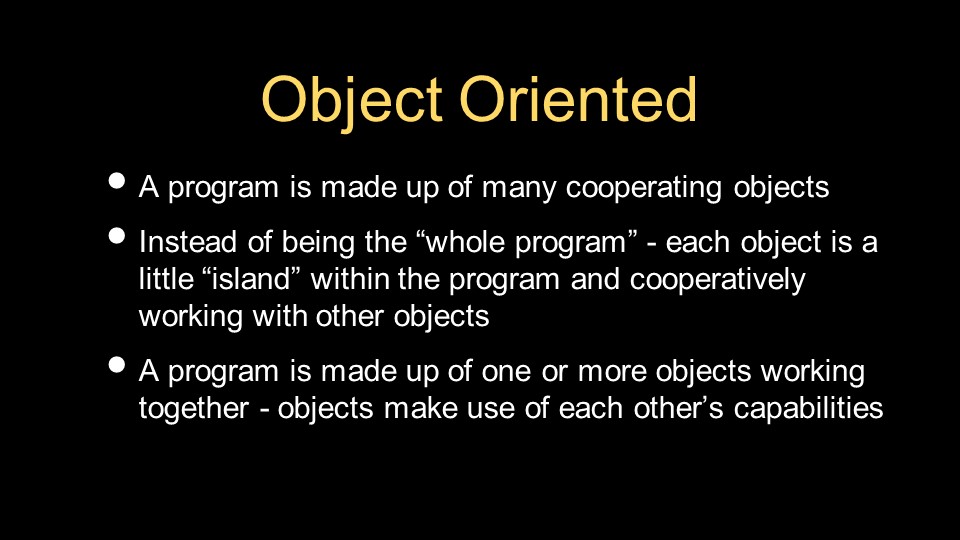 Object Oriented
• A program is made up of many cooperating objects
• Instead of being the “whole program” - each object is a
little “island” within the program and cooperatively
working with other objects
• A program is made up of one or more objects working
together - objects make use of each other’s capabilities